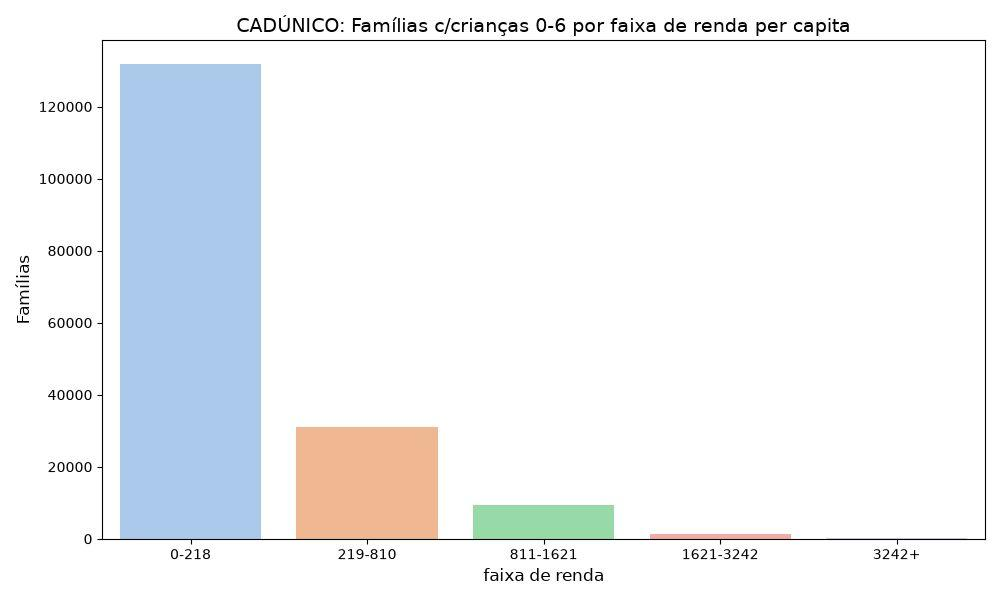 CADÚNICO: Famílias c/crianças 0-6 por faixa de renda per capita
Famílias
120000
100000
80000
60000
40000
20000
0
0-218 219-810 811-1621 1621-3242 3242+
faixa de renda